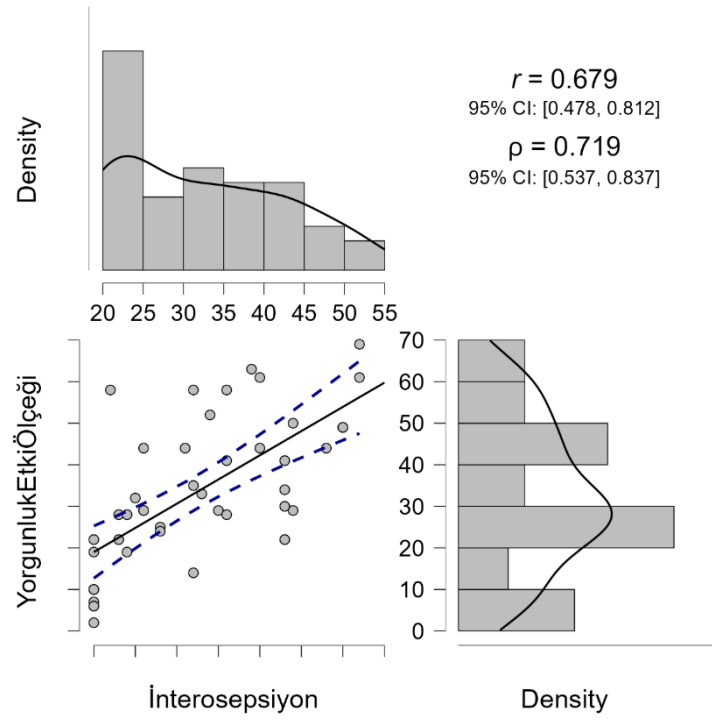 Density
r = 0.679
95% CI: [0.478, 0.812]
ρ = 0.719
95% CI: [0.537, 0.837]
20 25 30 35 40 45 50 55
YorgunlukEtkiÖlçeği
70
60
50
40
30
20
10
0
İnterosepsiyon
Density